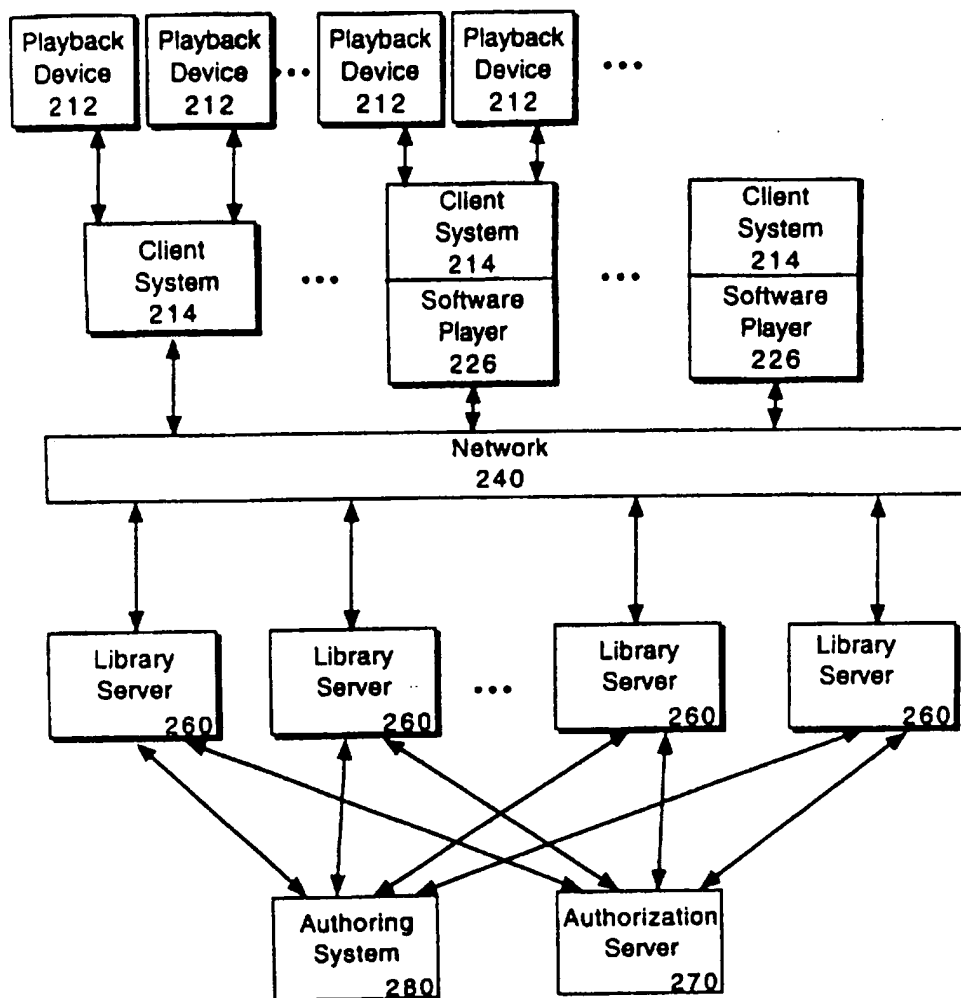 Playback
Device
212
Playback
Device
212
...
Playback
Device
212
Playback
Device
212
...
Client
System
214
...
Client
System
214
Software
Player
226
...
Client
System
214
Software
Player
226
Network
240
Library
Server
260
Library
Server
260
...
Library
Server
260
Library
Server
260
Authoring
System
280
Authorization
Server
270